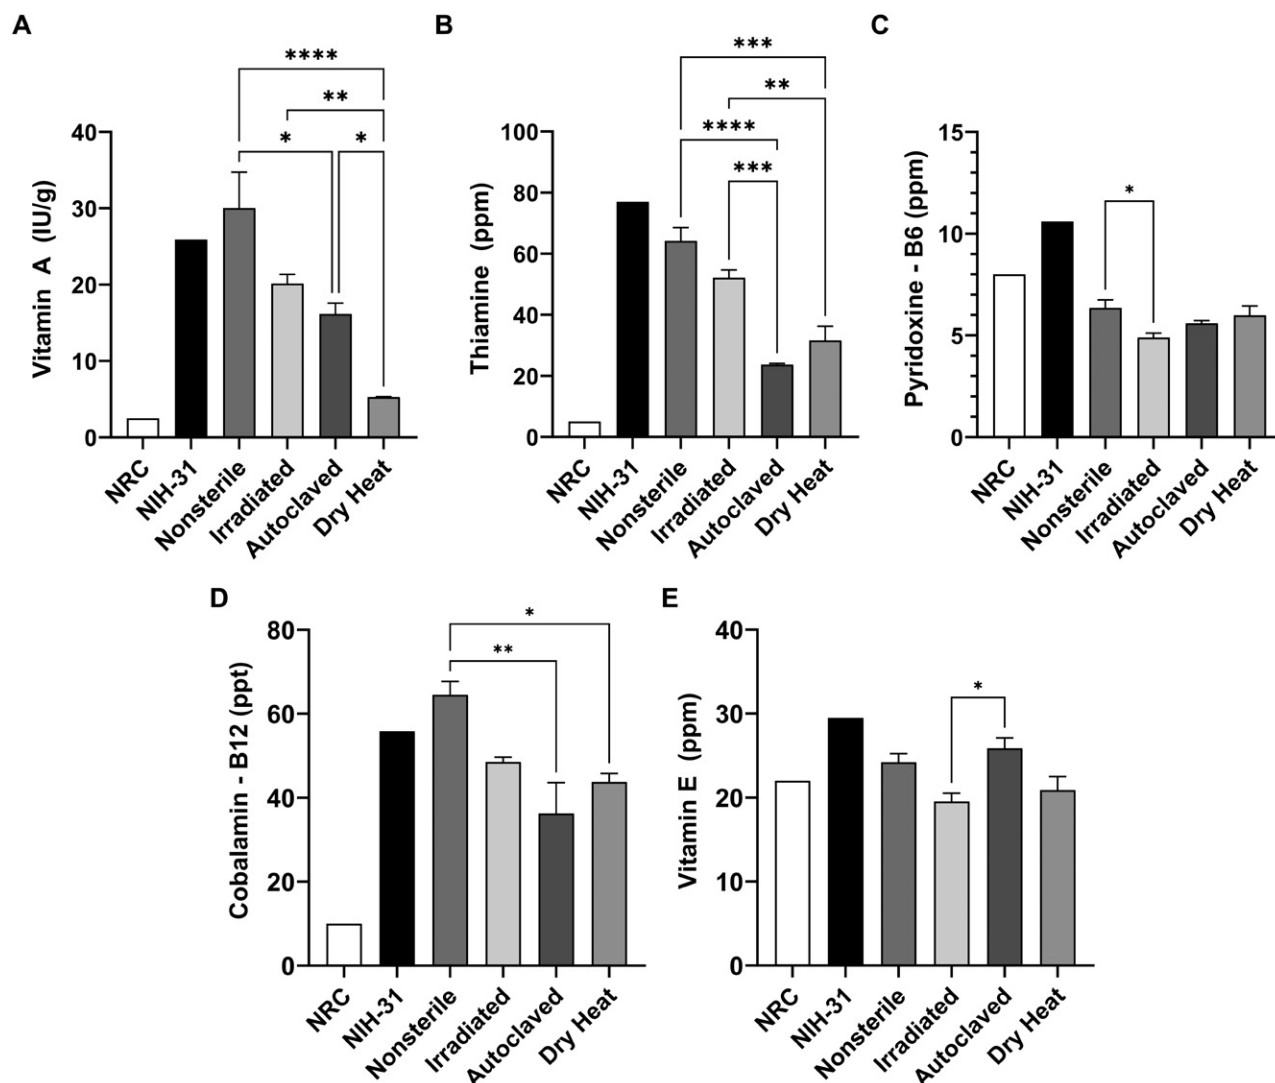 A
Vitamin A (IU/g)
40
30
20
10
0
****
**
*
*
NRC
NIH-31
Nonsterile
Irradiated
Autoclaved
Dry Heat
B
Thiamine (ppm)
100
80
60
40
20
0
***
**
****
***
NRC
NIH-31
Nonsterile
Irradiated
Autoclaved
Dry Heat
C
Pyridoxine - B6 (ppm)
15
10
5
0
*
NRC
NIH-31
Nonsterile
Irradiated
Autoclaved
Dry Heat
D
Cobalamin - B12 (ppt)
80
60
40
20
0
*
**
NRC
NIH-31
Nonsterile
Irradiated
Autoclaved
Dry Heat
E
Vitamin E (ppm)
40
30
20
10
0
*
NRC
NIH-31
Nonsterile
Irradiated
Autoclaved
Dry Heat